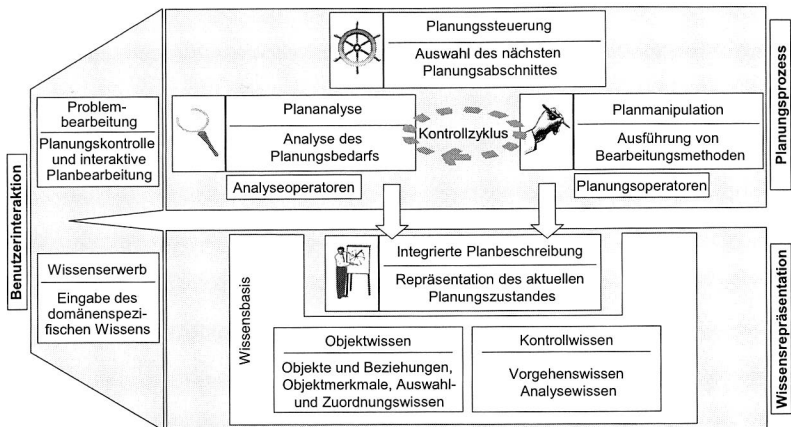 Planungssteuerung
Auswahl des nächsten
Planungsabschnittes
Problem-
bearbeitung
Planungskontrolle
und interaktive
Planbearbeitung
Plananalyse
Analyse des
Planungsbedarfs
Kontrollzyklus
Planmanipulation
Ausführung von
Bearbeitungsmethoden
Analyseoperatoren
Planungsoperatoren
Planungsprozess
Benutzerinteraktion
Wissenserwerb
Eingabe des
domänenspezi-
fischen Wissens
Wissensbasis
Integrierte Planbeschreibung
Repräsentation des aktuellen
Planungszustandes
Objektwissen
Objekte und Beziehungen,
Objektmerkmale, Auswahl-
und Zuordnungswissen
Kontrollwissen
Vorgehenswissen
Analysewissen
Wissensrepräsentation